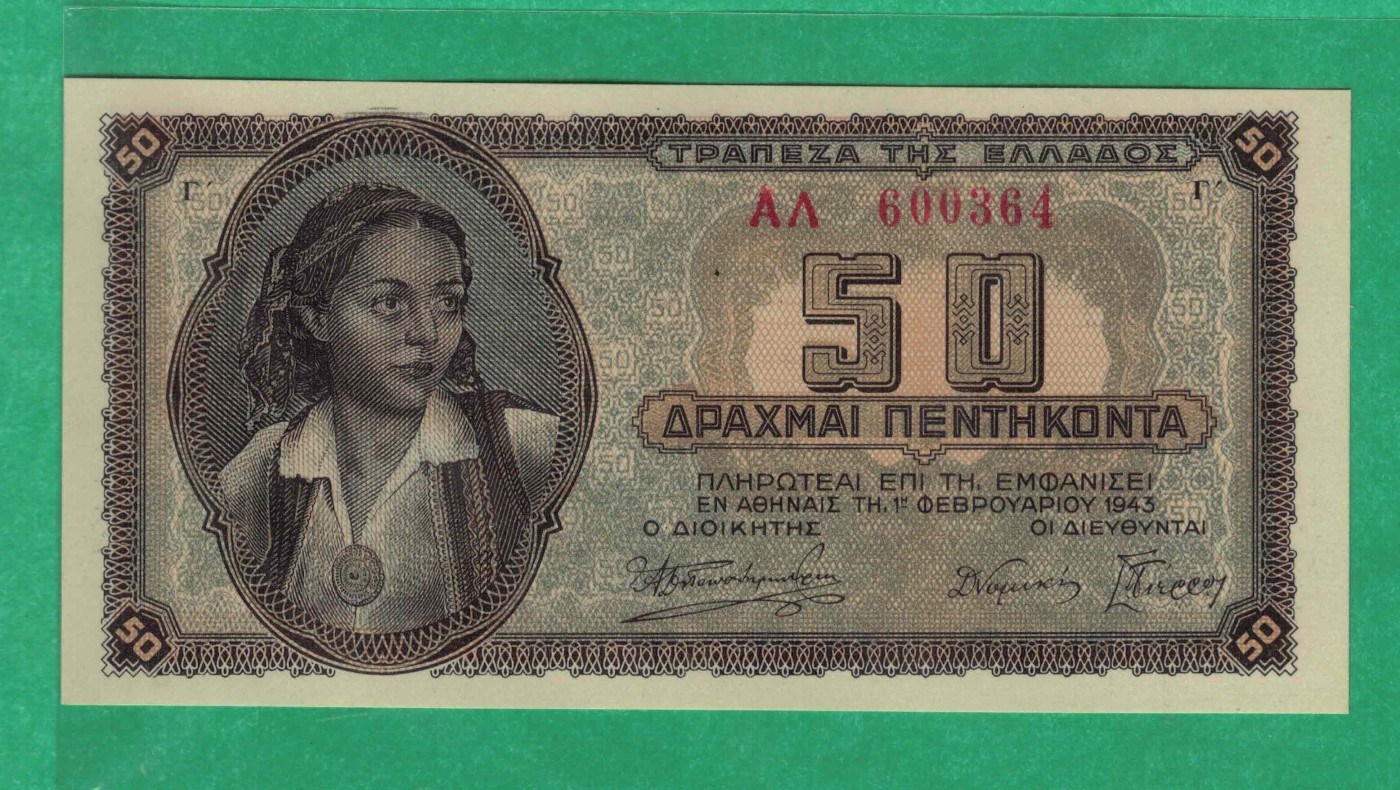 50 ΤΡΑΠΕΖΑ ΤΗΣ ΕΛΛΑΔΟΣ 50
Γ΄ Γ΄
ΑΛ 600364
50
ΔΡΑΧΜΑΙ ΠΕΝΤΗΚΟΝΤΑ
ΠΛΗΡΩΤΕΑΙ ΕΠΙ ΤΗ, ΕΜΦΑΝΙΣΕΙ
ΕΝ ΑΘΗΝΑΙΣ ΤΗ, 1ῃ ΦΕΒΡΟΥΑΡΙΟΥ 1943
Ο ΔΙΟΙΚΗΤΗΣ ΟΙ ΔΙΕΥΘΥΝΤΑΙ
50 50